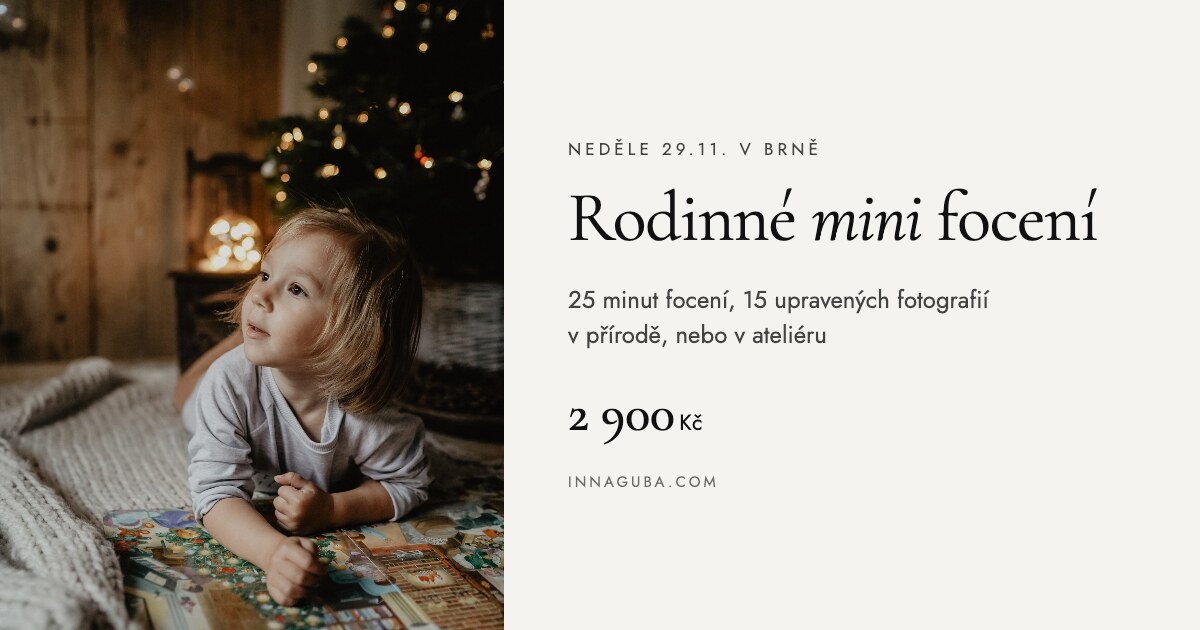 NEDĚLE 29.11. V BRNĚ
Rodinné mini focení
25 minut focení, 15 upravených fotografií
v přírodě, nebo v ateliéru
2 900 Kč
INNAGUBA.COM